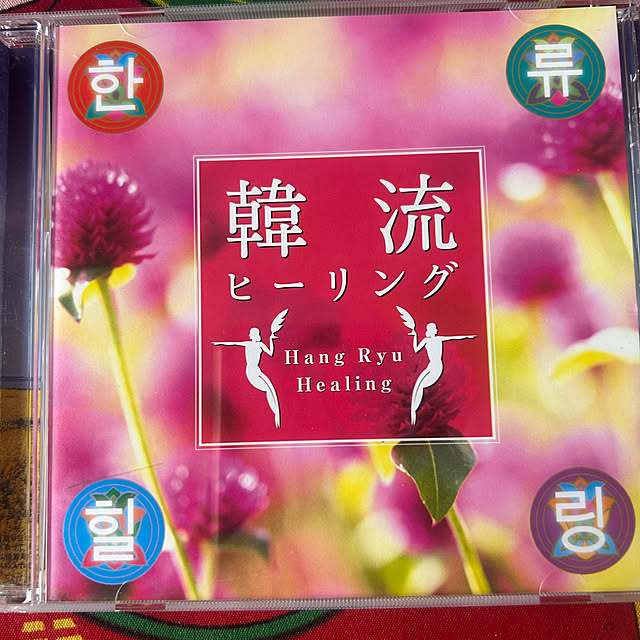 한 류
韓流
ヒーリング
Hang Ryu
Healing
힐 링